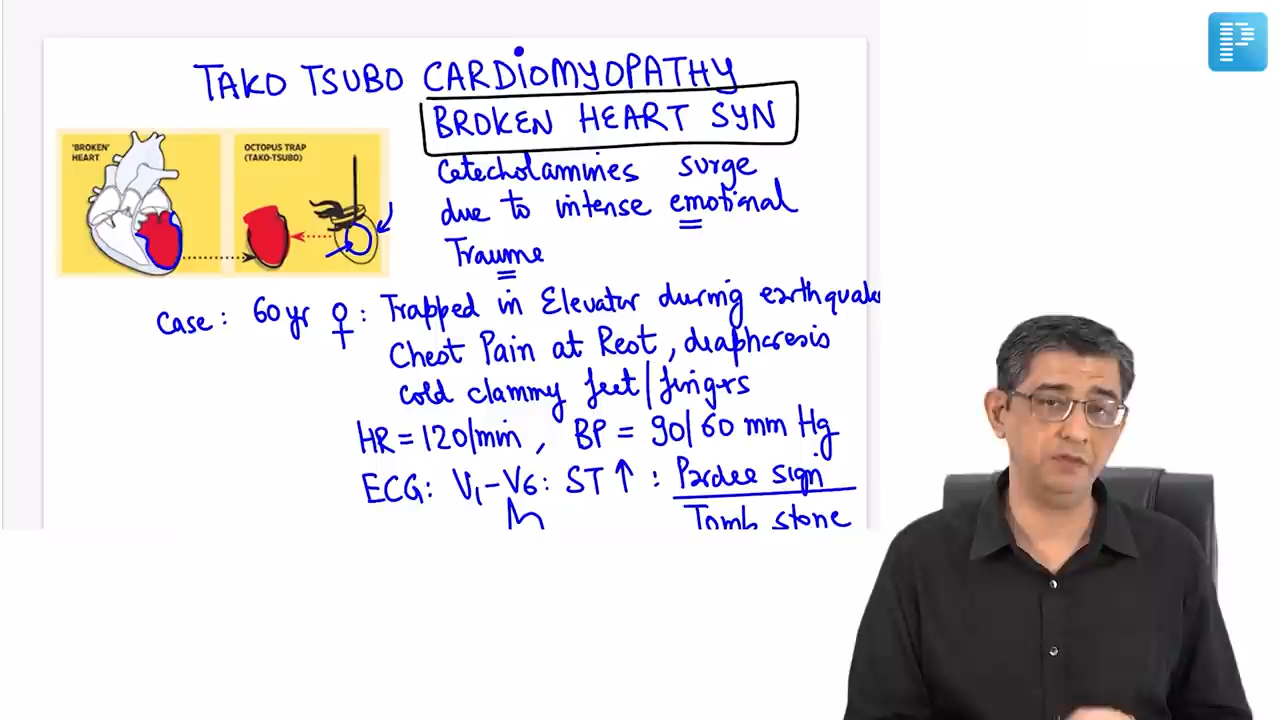 TAKO TSUBO CARDIOMYOPATHY
BROKEN HEART SYN
'BROKEN'
HEART
OCTOPUS TRAP
(TAKO-TSUBO)
Catecholamines surge
due to intense emotional
Trauma
Case: 60yr ♀: Trapped in Elevator during earthquake
Chest Pain at Rest, diaphoresis
cold clammy feet/fingers
HR = 120/min, BP = 90/60 mm Hg
ECG: V1-V6: ST ↑ : Pardee sign
Tomb stone